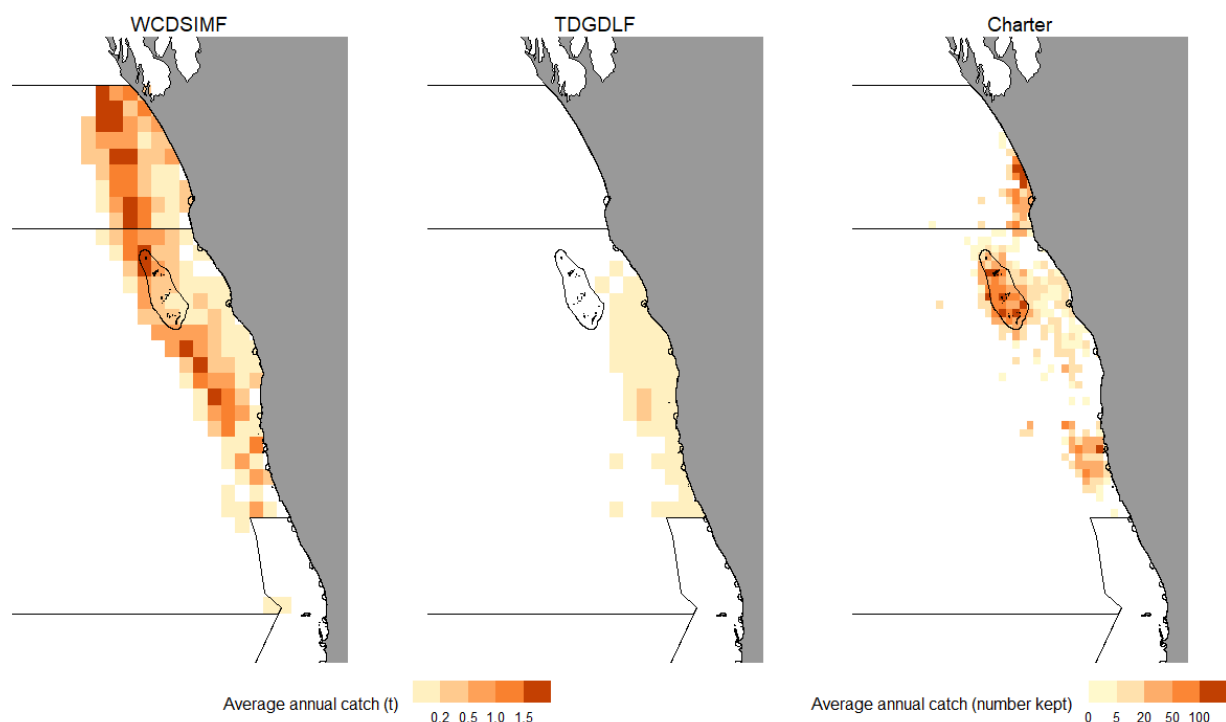 WCDSIMF TDGDLF Charter
Average annual catch (t) 0.2 0.5 1.0 1.5
Average annual catch (number kept) 0 5 20 50 100